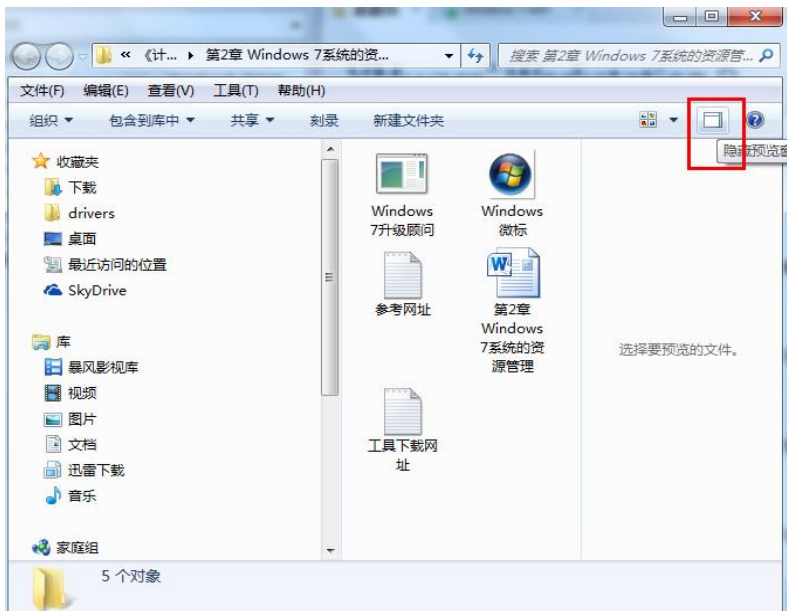 « 《计... ▸ 第2章 Windows 7系统的资...
搜索 第2章 Windows 7系统的资源管...
文件(F) 编辑(E) 查看(V) 工具(T) 帮助(H)
组织 包含到库中 共享 刻录 新建文件夹
隐藏预览窗
收藏夹
下载
drivers
桌面
最近访问的位置
SkyDrive
库
暴风影视库
视频
图片
文档
迅雷下载
音乐
家庭组
Windows
7升级顾问
Windows
徽标
参考网址
第2章
Windows
7系统的资
源管理
工具下载网
址
选择要预览的文件。
5 个对象